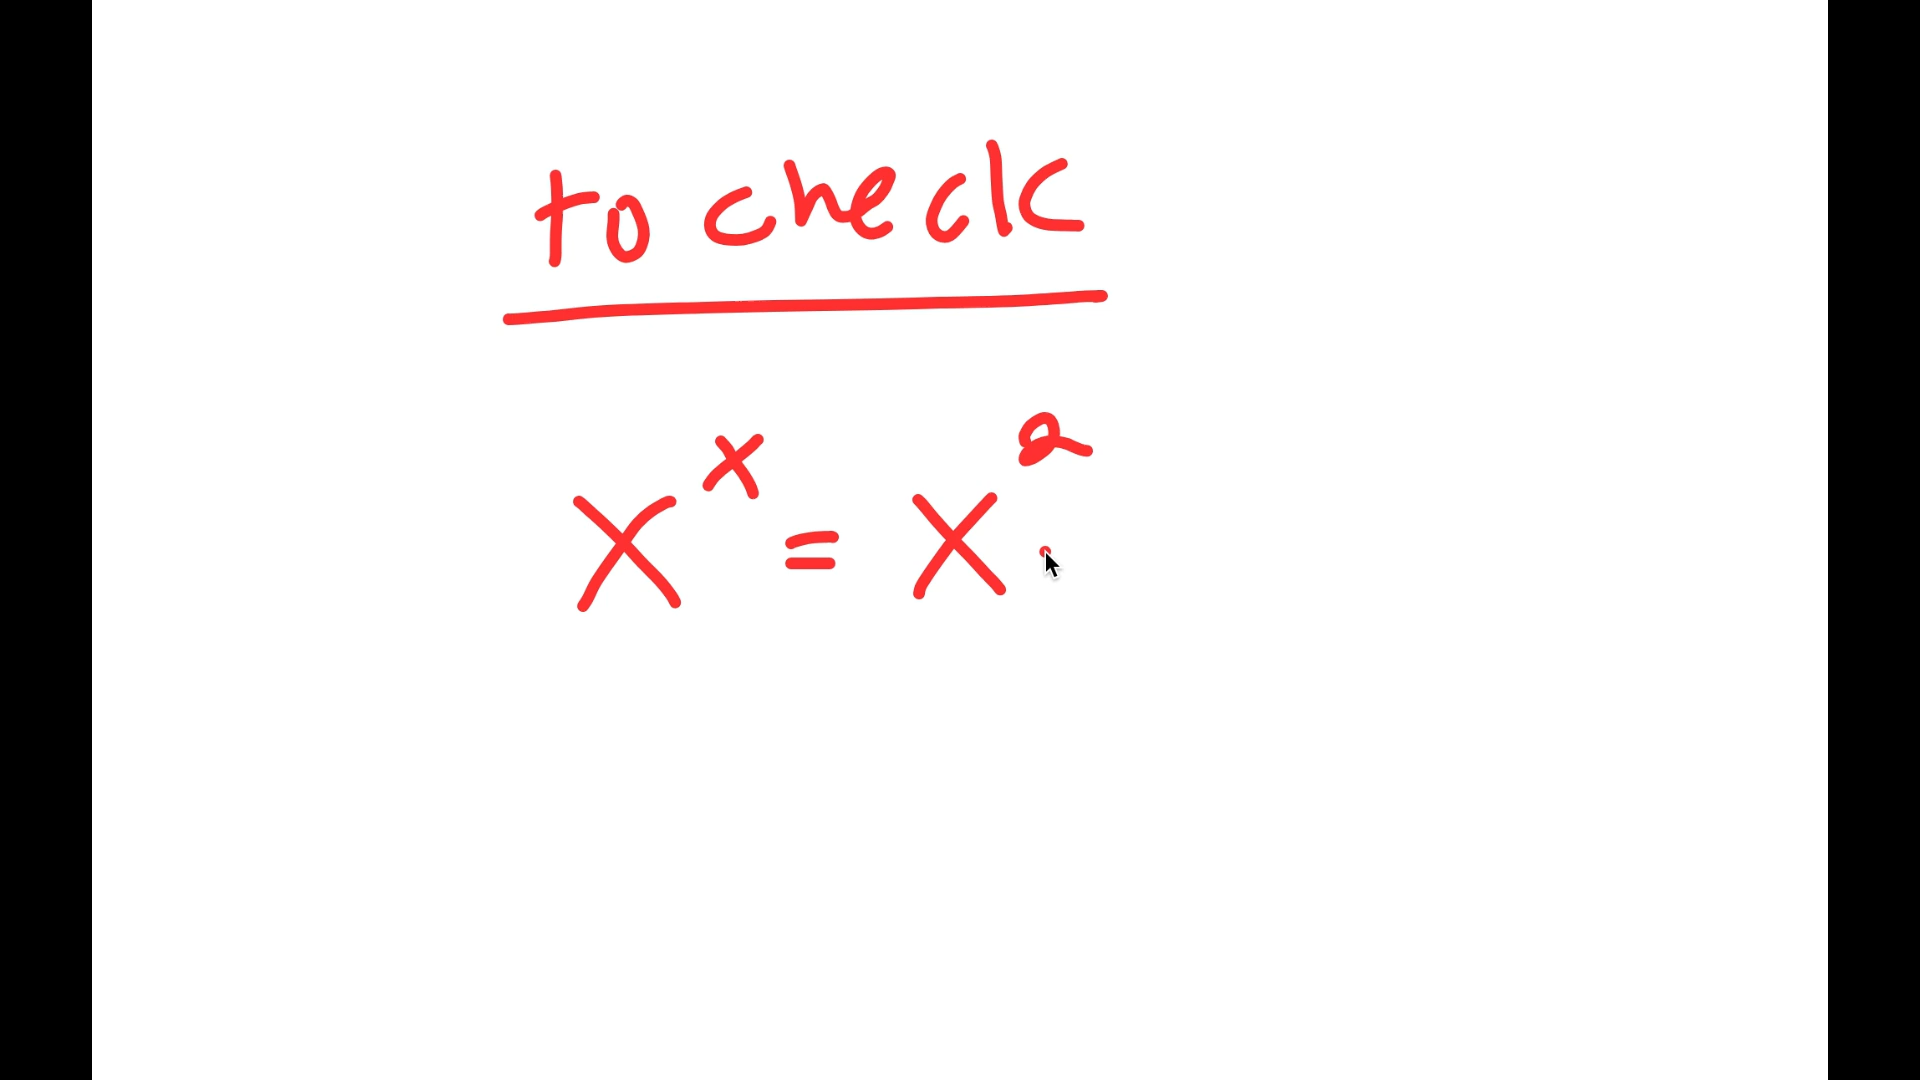 to check
x^x = x^2